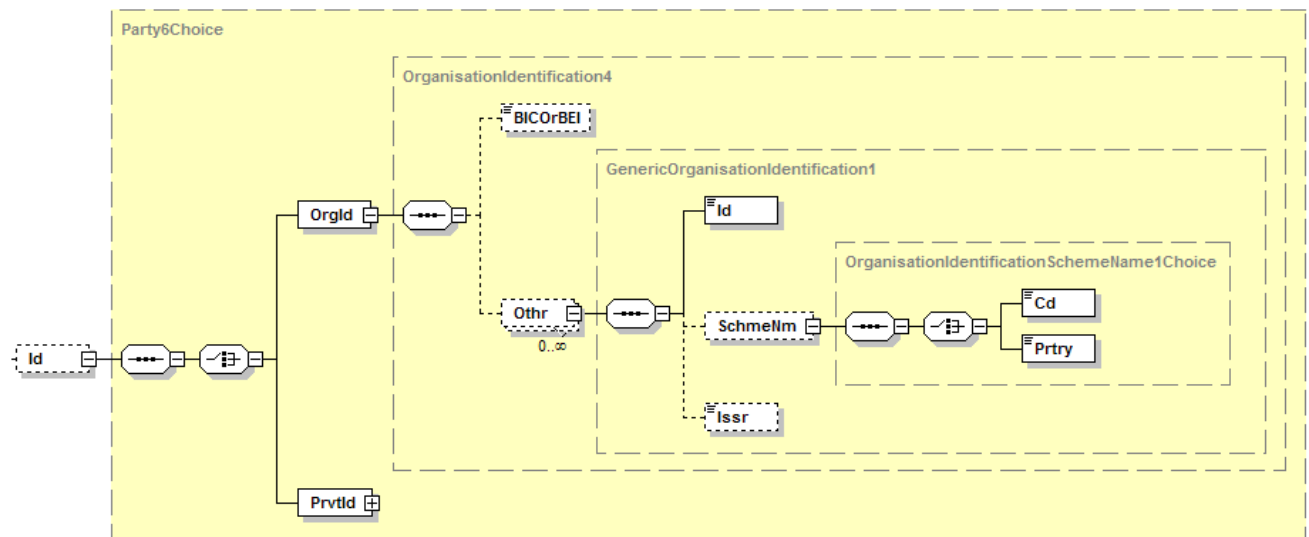 Party6Choice
OrganisationIdentification4
BICOrBEI
GenericOrganisationIdentification1
Id
OrgId
OrganisationIdentificationSchemeName1Choice
Cd
Othr
SchmeNm
0..∞
Prtry
Id
Issr
PrvtId